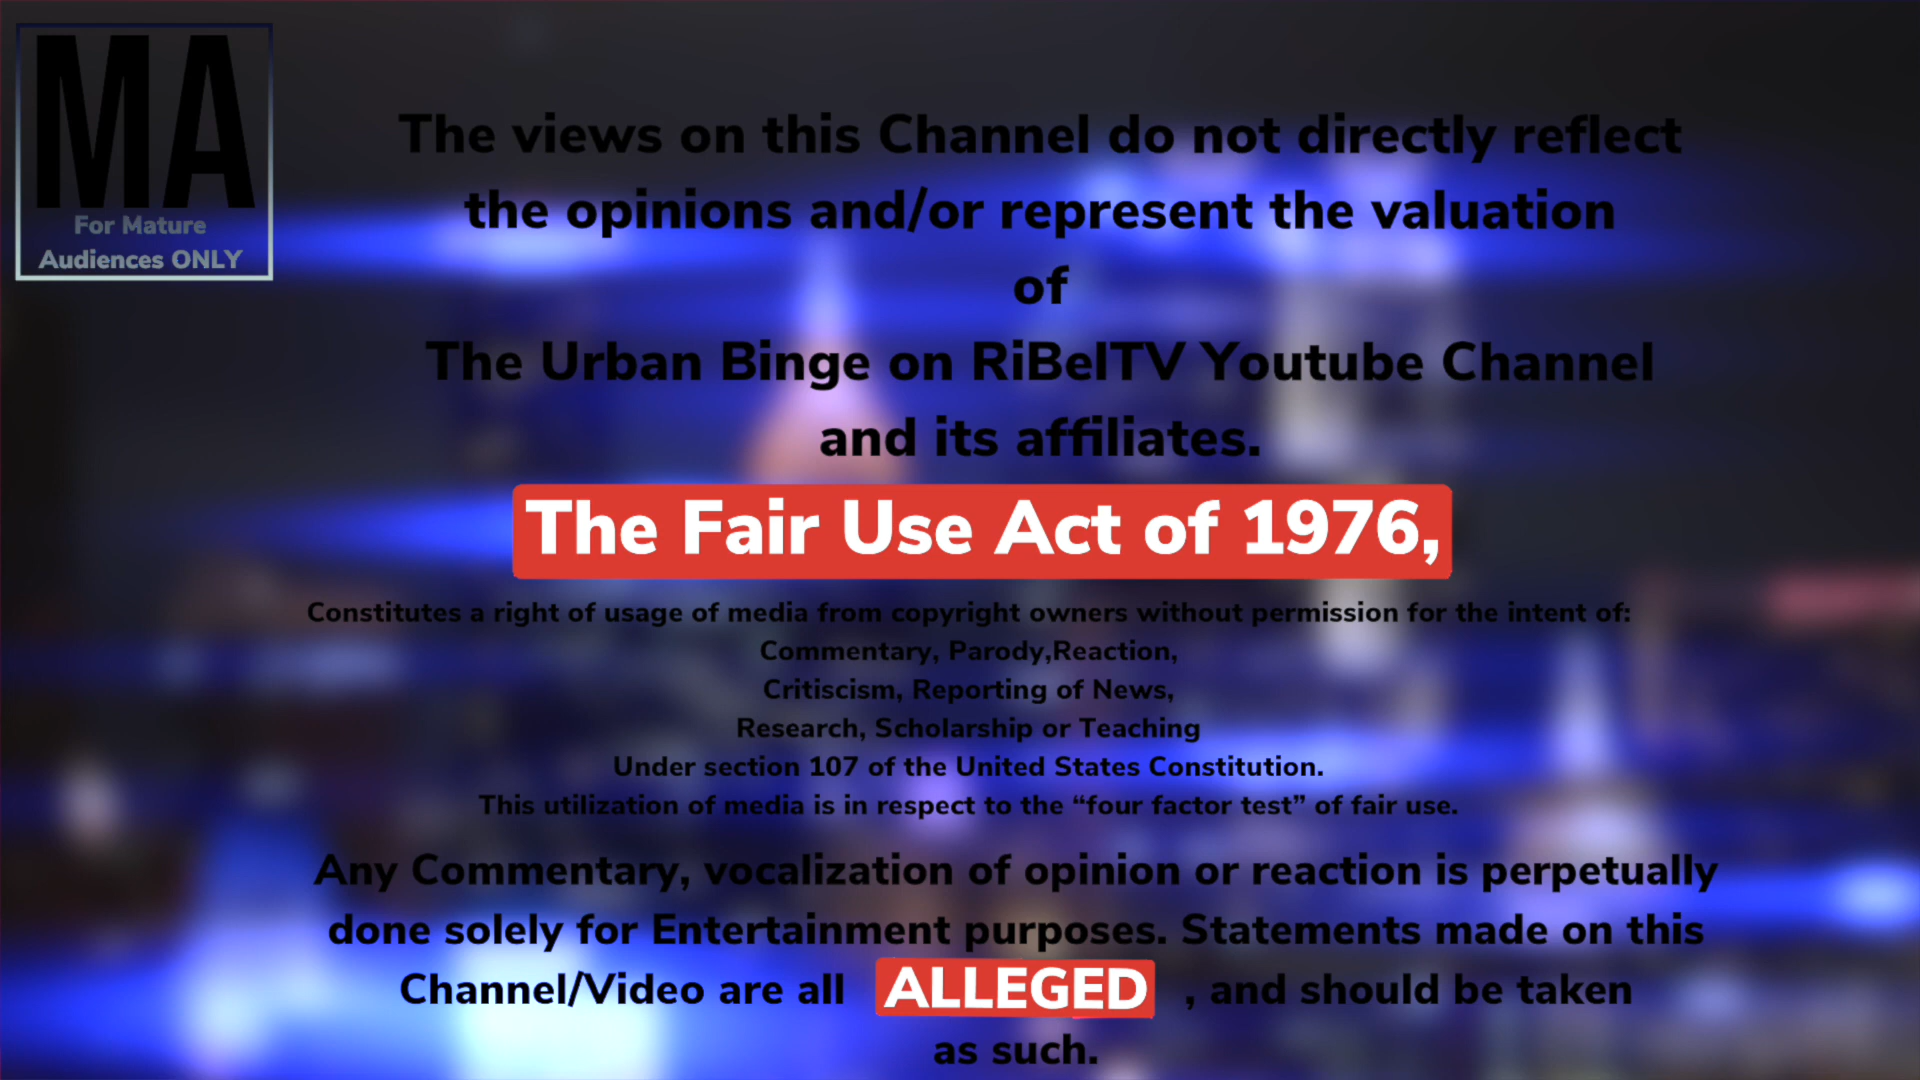 MA
For Mature
Audiences ONLY
The views on this Channel do not directly reflect
the opinions and/or represent the valuation
of
The Urban Binge on RiBelTV Youtube Channel
and its affiliates.
The Fair Use Act of 1976,
Constitutes a right of usage of media from copyright owners without permission for the intent of:
Commentary, Parody,Reaction,
Critiscism, Reporting of News,
Research, Scholarship or Teaching
Under section 107 of the United States Constitution.
This utilization of media is in respect to the “four factor test” of fair use.
Any Commentary, vocalization of opinion or reaction is perpetually
done solely for Entertainment purposes. Statements made on this
Channel/Video are all ALLEGED , and should be taken
as such.